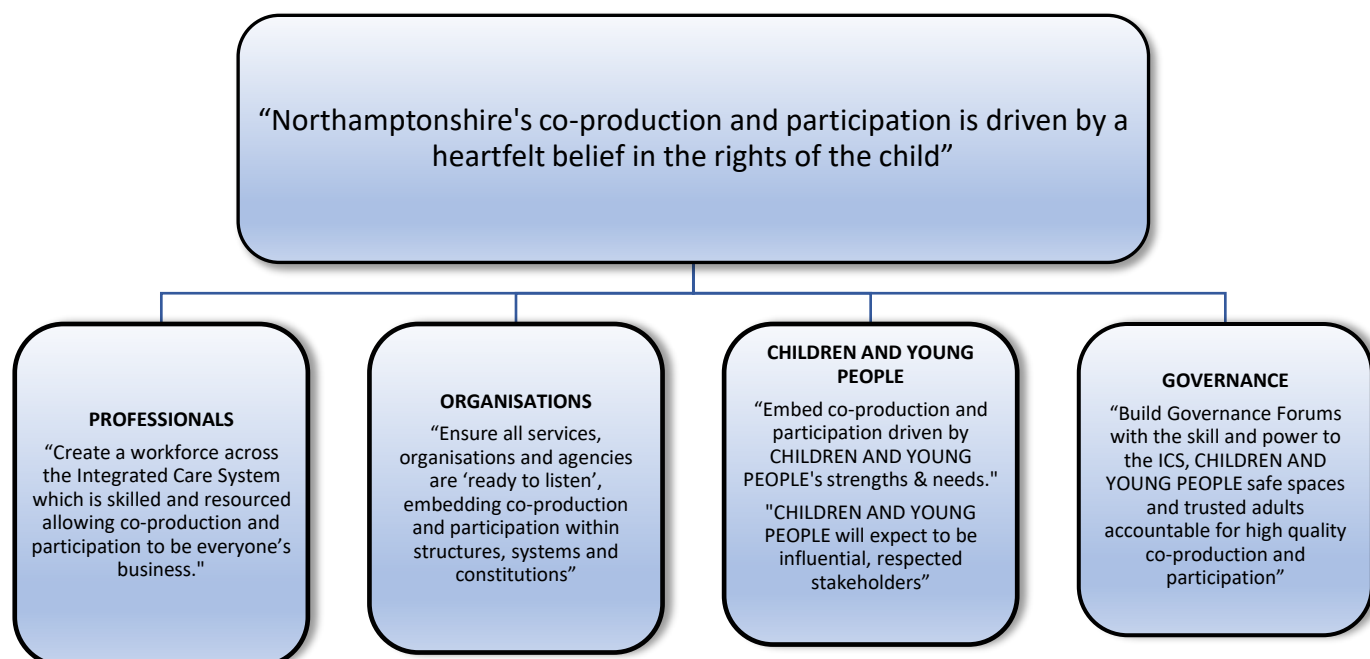 “Northamptonshire's co-production and participation is driven by a
heartfelt belief in the rights of the child”
PROFESSIONALS
“Create a workforce across
the Integrated Care System
which is skilled and resourced
allowing co-production and
participation to be everyone’s
business."
ORGANISATIONS
“Ensure all services,
organisations and agencies
are ‘ready to listen’,
embedding co-production
and participation within
structures, systems and
constitutions”
CHILDREN AND YOUNG
PEOPLE
“Embed co-production and
participation driven by
CHILDREN AND YOUNG
PEOPLE's strengths & needs."
"CHILDREN AND YOUNG
PEOPLE will expect to be
influential, respected
stakeholders”
GOVERNANCE
“Build Governance Forums
with the skill and power to
the ICS, CHILDREN AND
YOUNG PEOPLE safe spaces
and trusted adults
accountable for high quality
co-production and
participation”